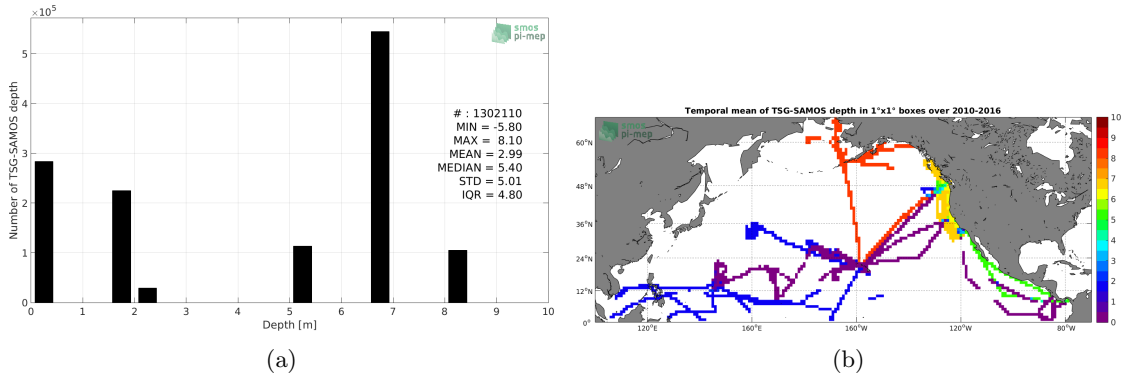 ×10⁵
smos
pi-mep
5
4
3
2
1
0
Number of TSG-SAMOS depth
# : 1302110
MIN = -5.80
MAX = 8.10
MEAN = 2.99
MEDIAN = 5.40
STD = 5.01
IQR = 4.80
0 1 2 3 4 5 6 7 8 9 10
Depth [m]
(a)
Temporal mean of TSG-SAMOS depth in 1°x1° boxes over 2010-2016
smos
pi-mep
60°N
48°N
36°N
24°N
12°N
0°
120°E 160°E 160°W 120°W 80°W
10
9
8
7
6
5
4
3
2
1
0
(b)